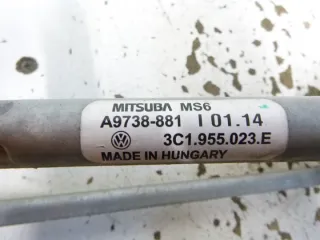 MITSUBA MS6
A9738-881 I 01.14
3C1.955.023.E
MADE IN HUNGARY